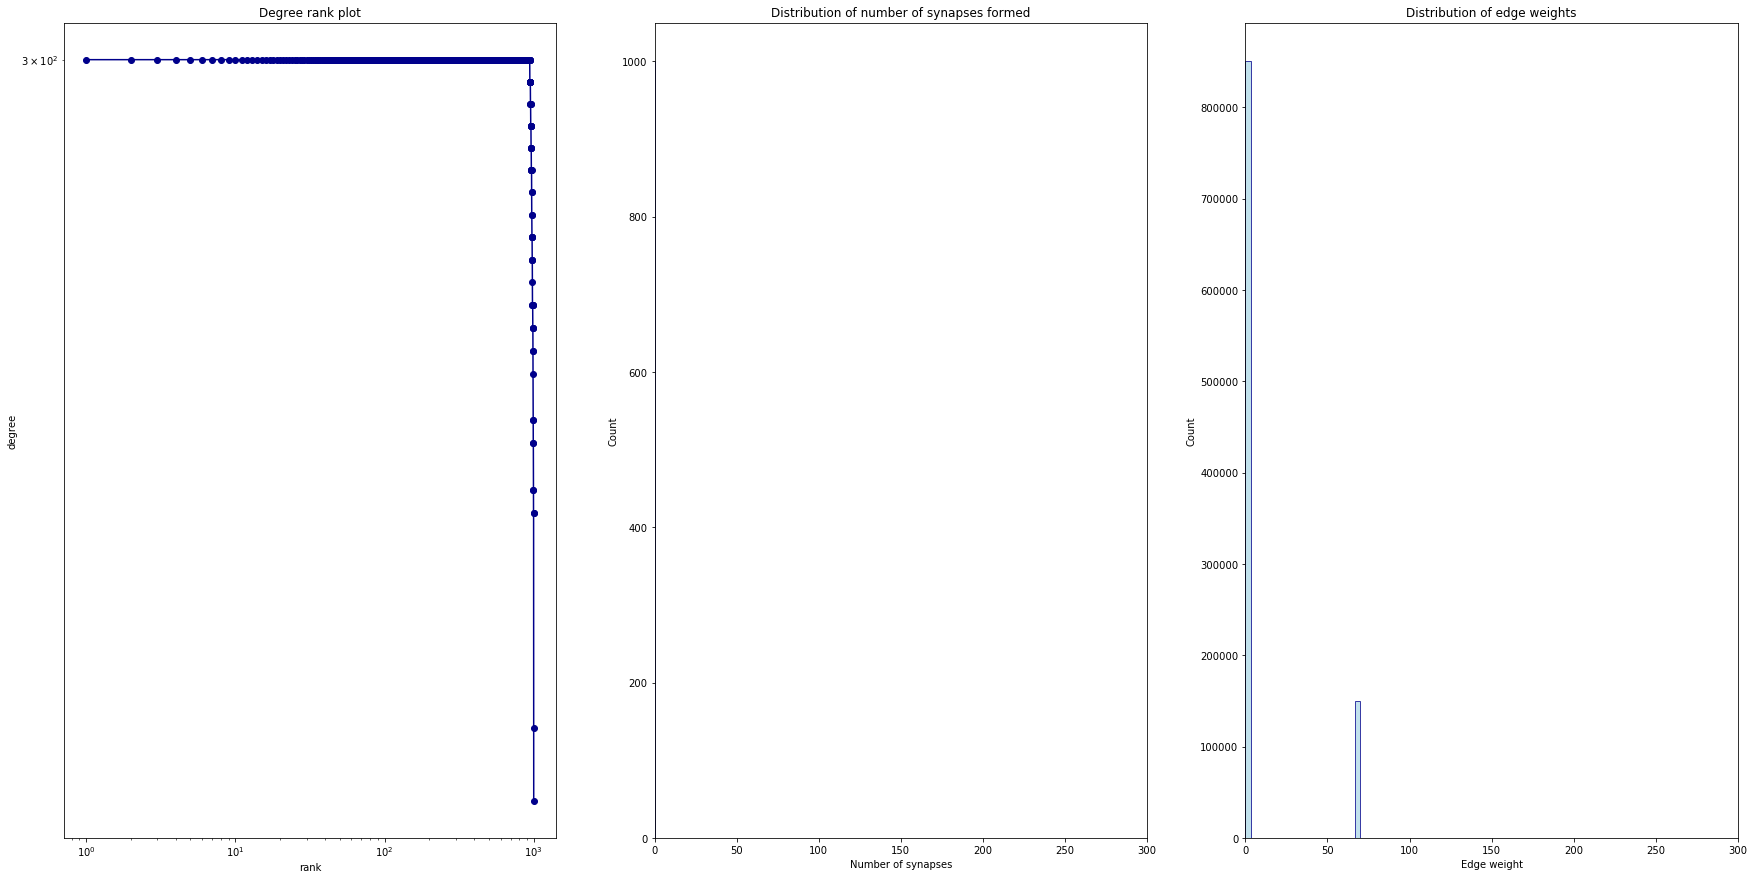 Degree rank plot
3 × 10²
degree
10⁰ 10¹ 10² 10³
rank
Distribution of number of synapses formed
1000
800
600
400
200
0
Count
0 50 100 150 200 250 300
Number of synapses
Distribution of edge weights
800000
700000
600000
500000
400000
300000
200000
100000
0
Count
0 50 100 150 200 250 300
Edge weight